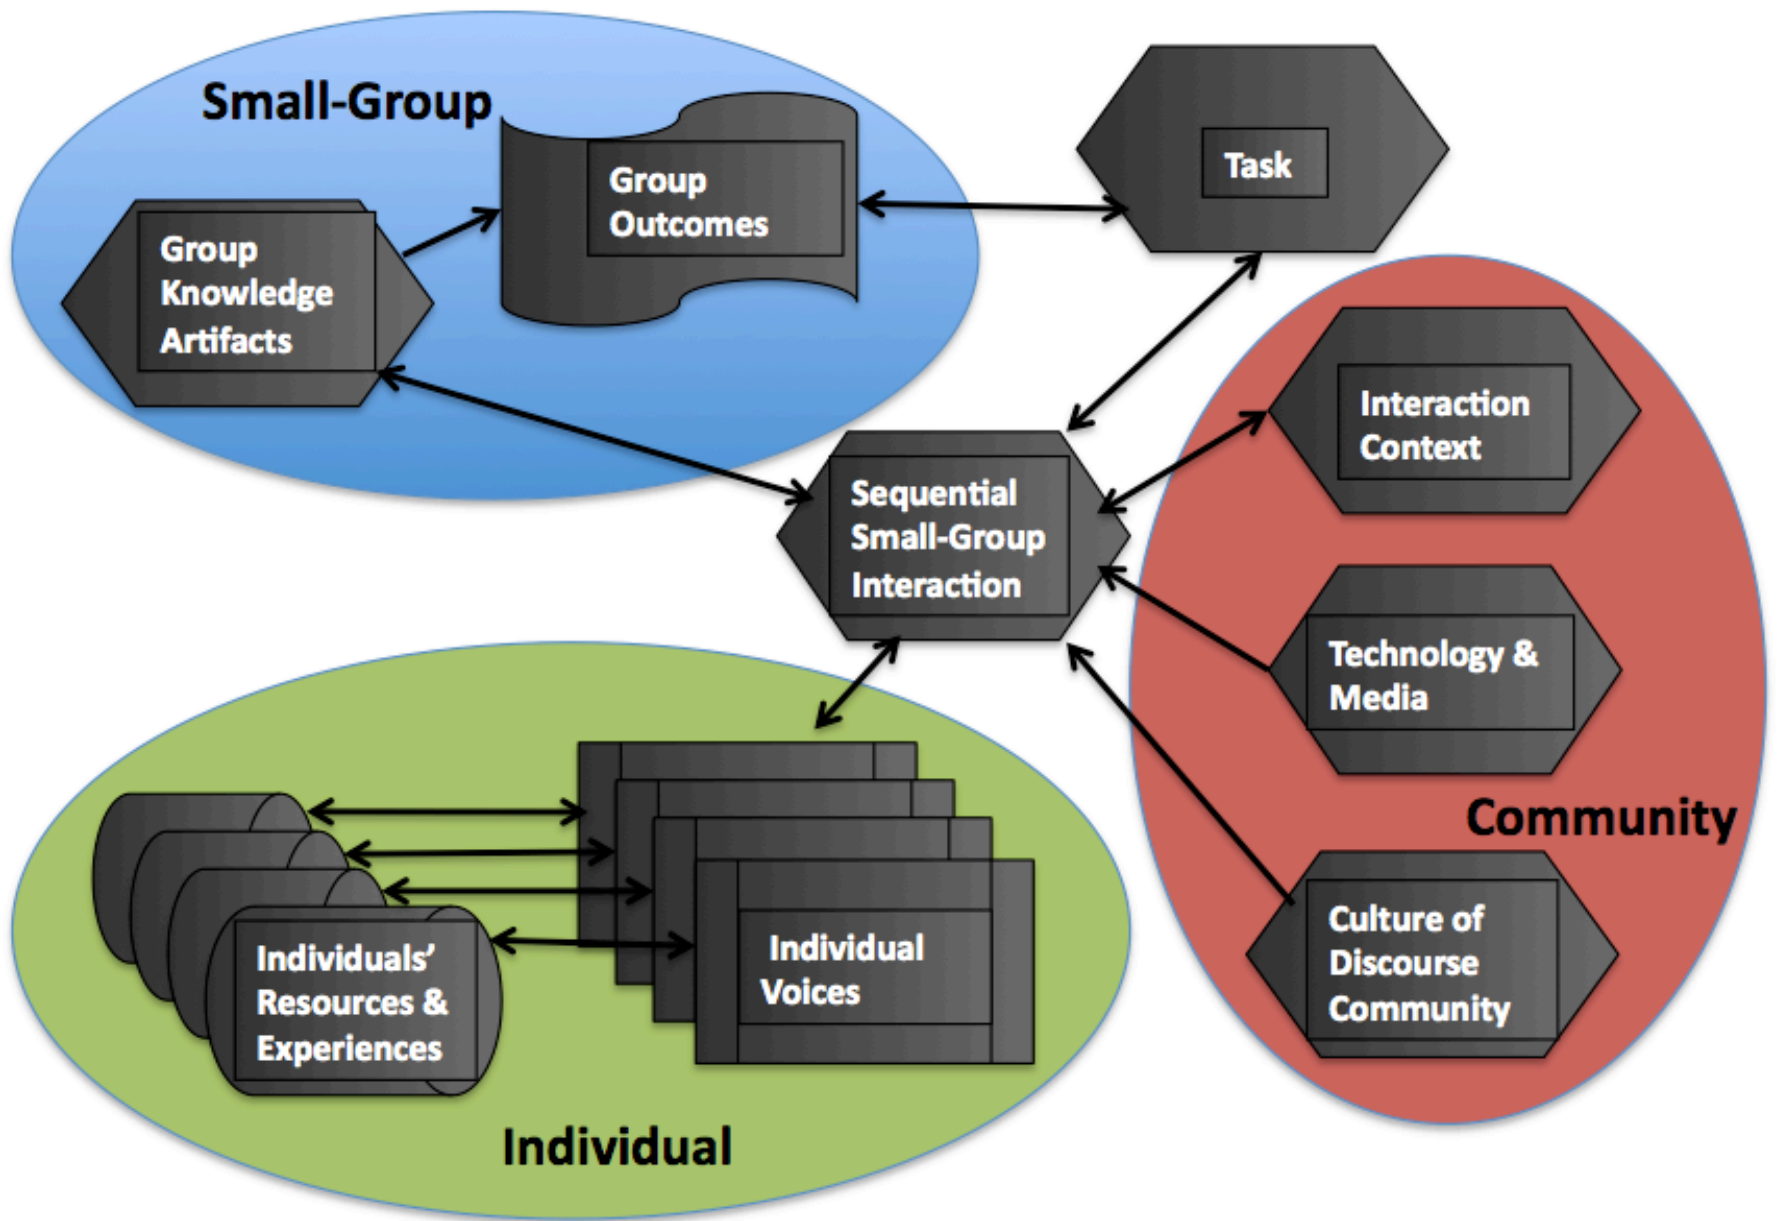 Small-Group
Group
Outcomes
Task
Group
Knowledge
Artifacts
Interaction
Context
Sequential
Small-Group
Interaction
Technology &
Media
Community
Culture of
Discourse
Community
Individuals’
Resources &
Experiences
Individual
Voices
Individual